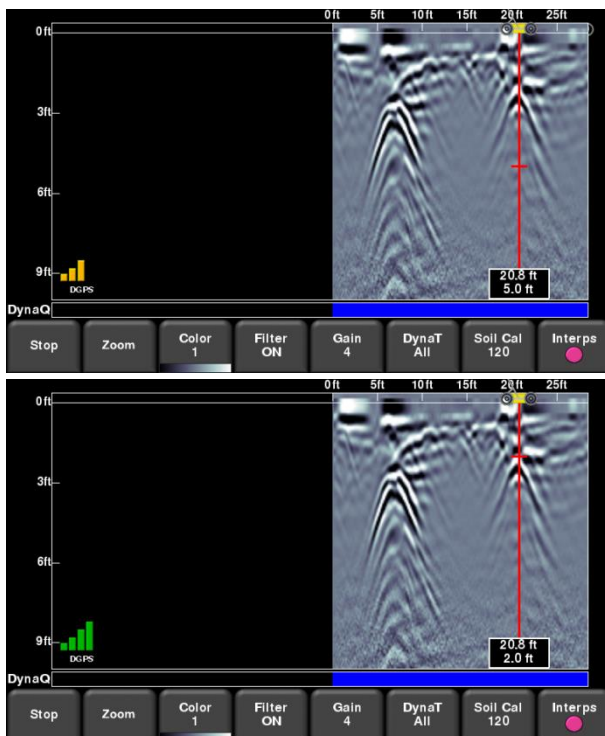 0ft 5ft 10ft 15ft 20ft 25ft
0ft
3ft
6ft
9ft
DGPS
20.8 ft
5.0 ft
DynaQ
Stop Zoom Color 1 Filter ON Gain 4 DynaT All Soil Cal 120 Interps
0ft 5ft 10ft 15ft 20ft 25ft
0ft
3ft
6ft
9ft
DGPS
20.8 ft
2.0 ft
DynaQ
Stop Zoom Color 1 Filter ON Gain 4 DynaT All Soil Cal 120 Interps